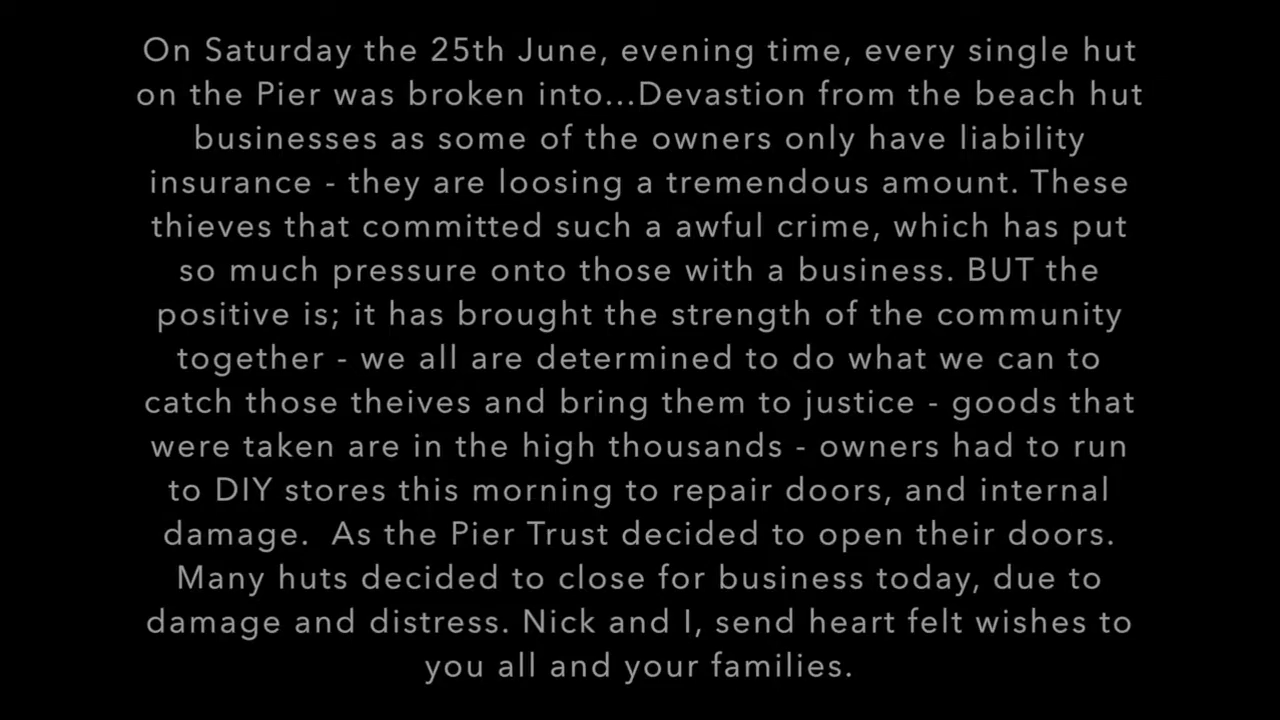 On Saturday the 25th June, evening time, every single hut
on the Pier was broken into...Devastion from the beach hut
businesses as some of the owners only have liability
insurance - they are loosing a tremendous amount. These
thieves that committed such a awful crime, which has put
so much pressure onto those with a business. BUT the
positive is; it has brought the strength of the community
together - we all are determined to do what we can to
catch those theives and bring them to justice - goods that
were taken are in the high thousands - owners had to run
to DIY stores this morning to repair doors, and internal
damage.  As the Pier Trust decided to open their doors.
Many huts decided to close for business today, due to
damage and distress. Nick and I, send heart felt wishes to
you all and your families.